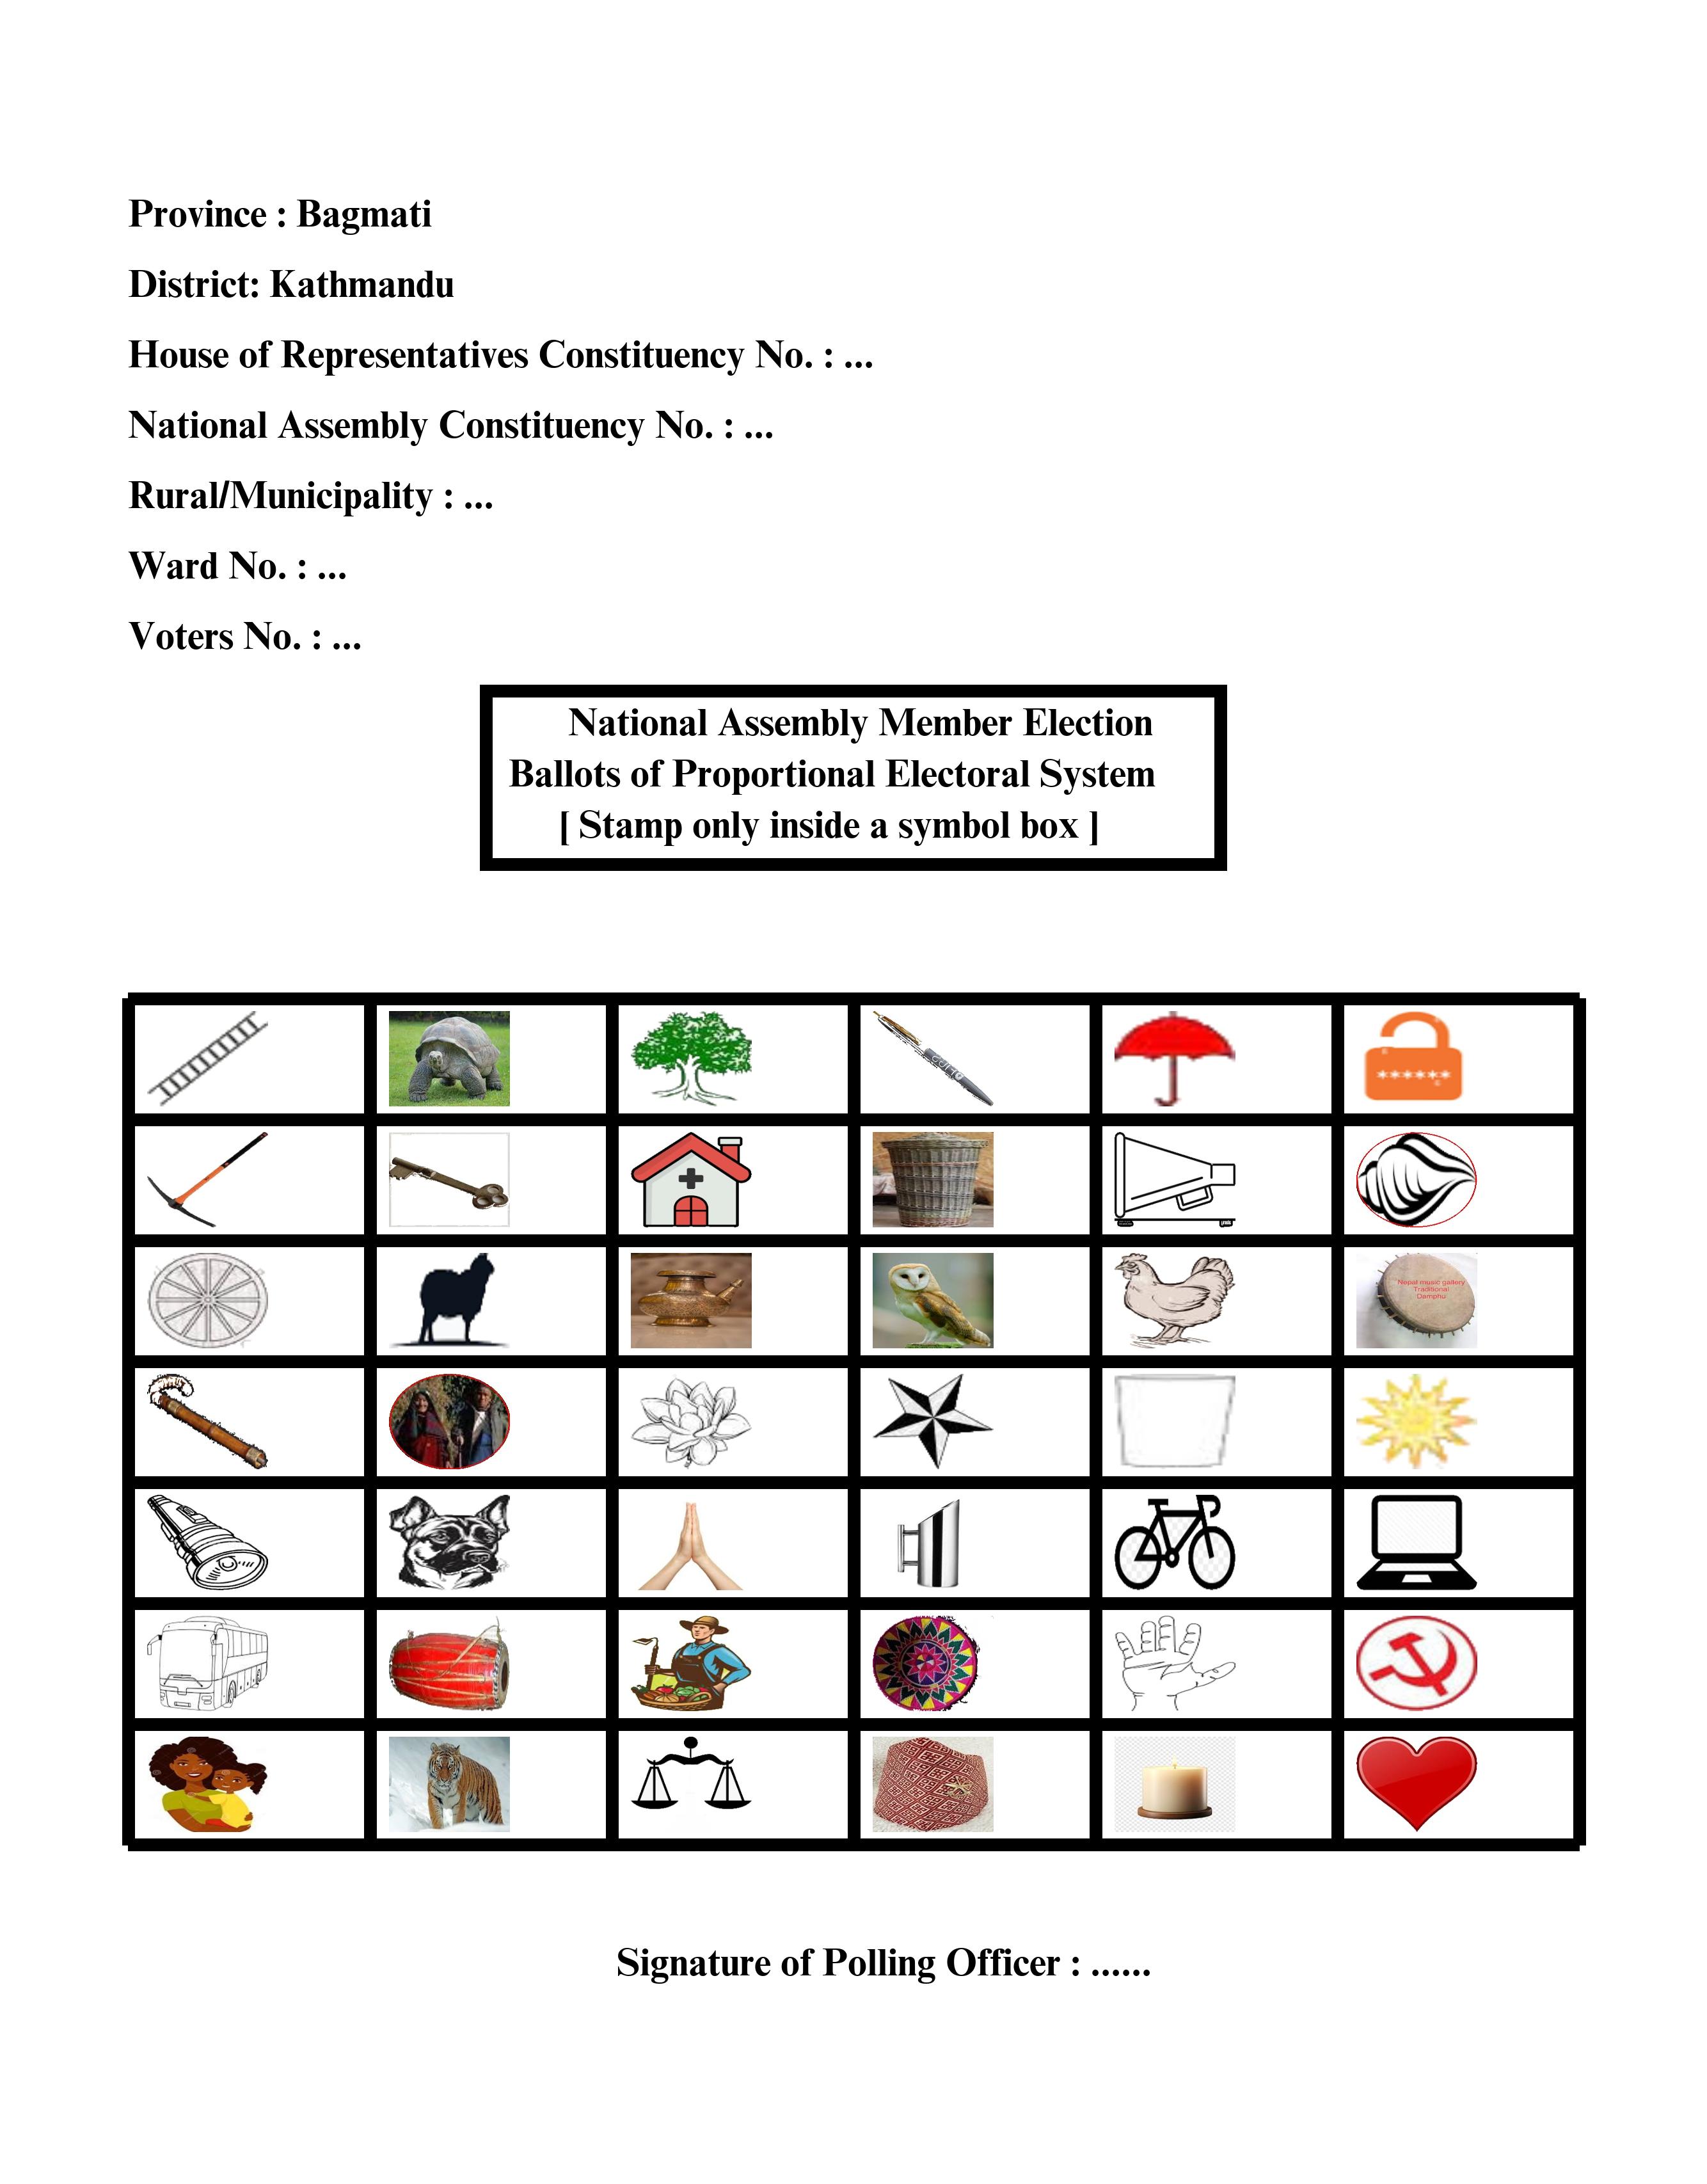 Province : Bagmati
District: Kathmandu
House of Representatives Constituency No. : ...
National Assembly Constituency No. : ...
Rural/Municipality : ...
Ward No. : ...
Voters No. : ...
National Assembly Member Election
Ballots of Proportional Electoral System
[ Stamp only inside a symbol box ]
******
Nepal music gallery
Traditional
Damphu
Signature of Polling Officer : ......